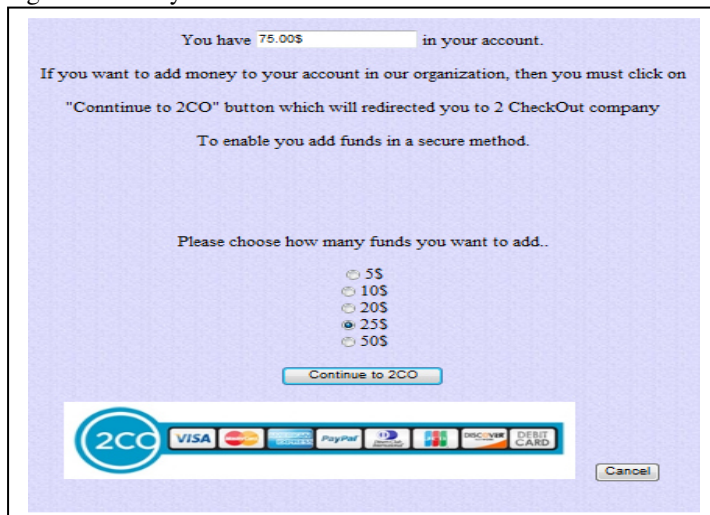 You have 75.00$ in your account.
If you want to add money to your account in our organization, then you must click on
"Conntinue to 2CO" button which will redirected you to 2 CheckOut company
To enable you add funds in a secure method.
Please choose how many funds you want to add..
5$
10$
20$
25$
50$
Continue to 2CO
2CO VISA PayPal DISCOVER DEBIT CARD
Cancel